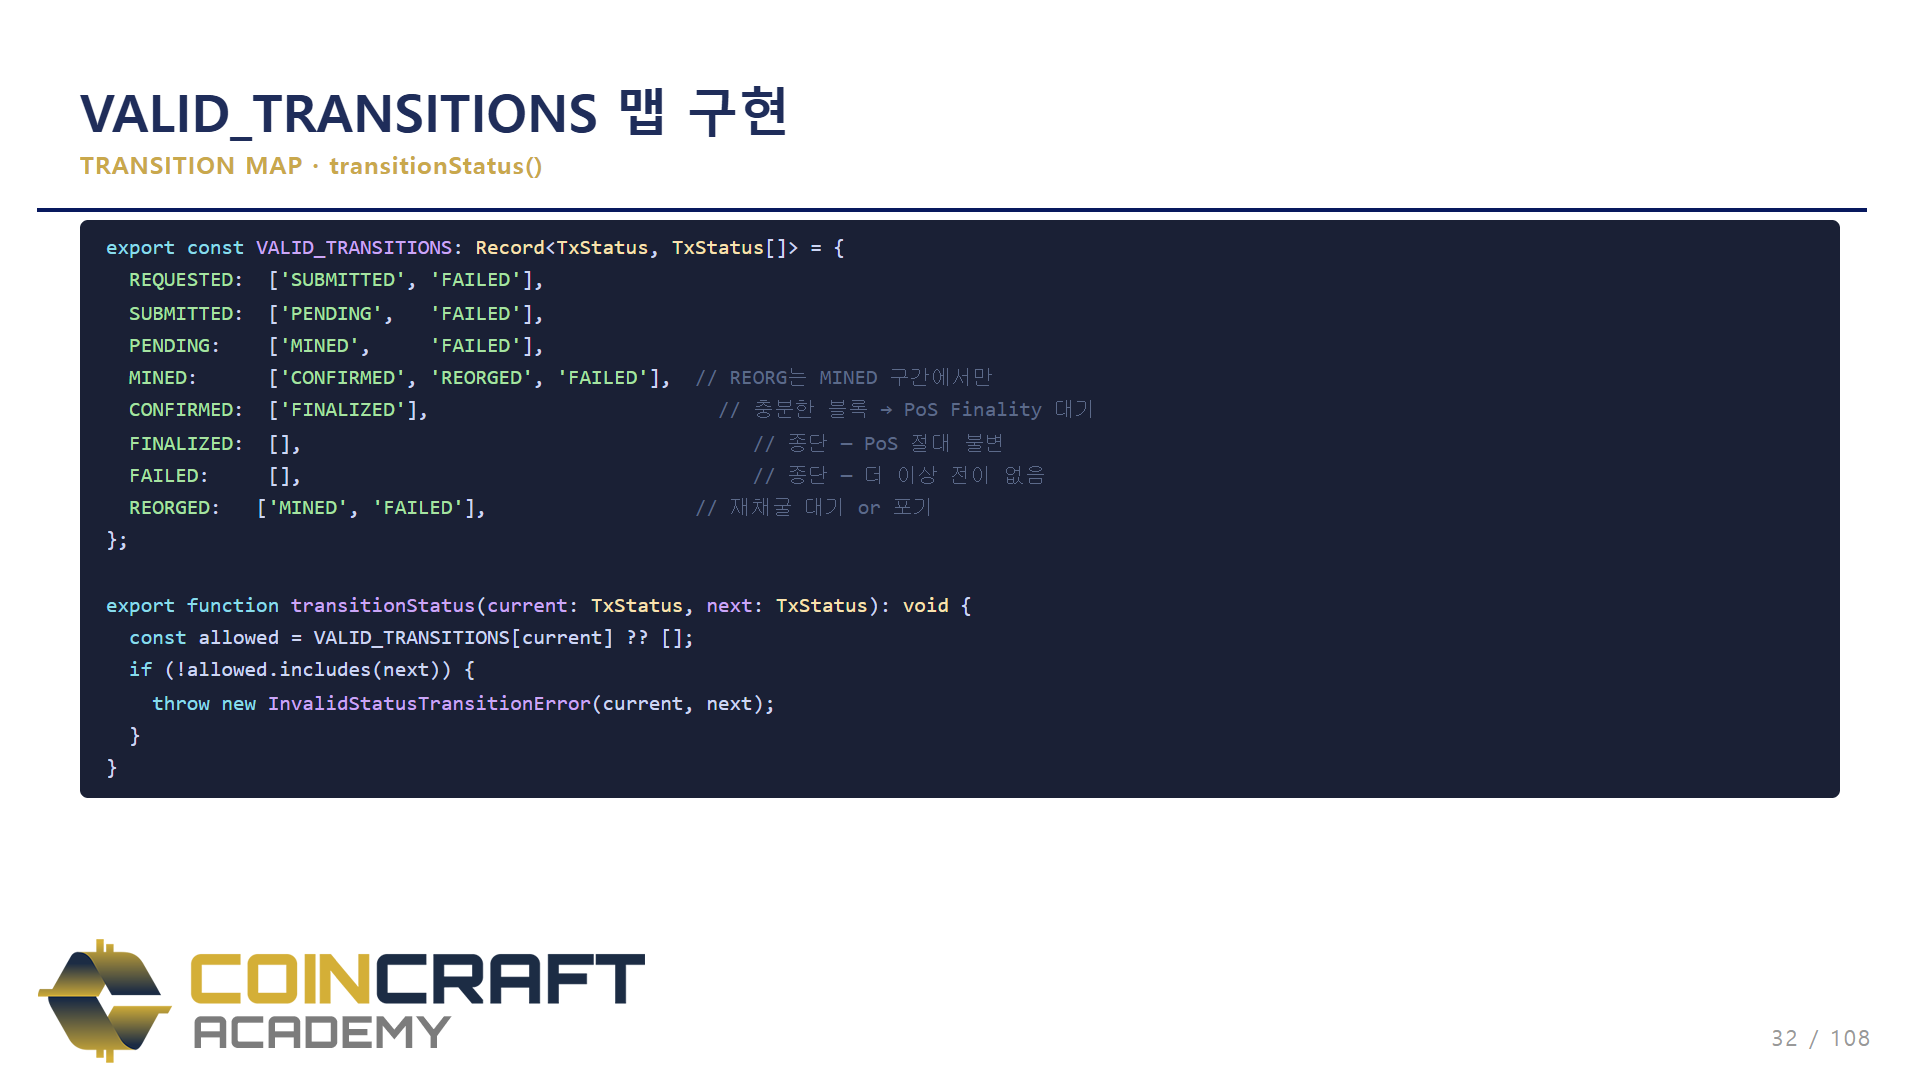 VALID_TRANSITIONS 맵 구현
TRANSITION MAP · transitionStatus()
export const VALID_TRANSITIONS: Record<TxStatus, TxStatus[]> = {
  REQUESTED:  ['SUBMITTED', 'FAILED'],
  SUBMITTED:  ['PENDING',   'FAILED'],
  PENDING:    ['MINED',     'FAILED'],
  MINED:      ['CONFIRMED', 'REORGED', 'FAILED'],  // REORG는 MINED 구간에서만
  CONFIRMED:  ['FINALIZED'],                         // 충분한 블록 → PoS Finality 대기
  FINALIZED:  [],                                       // 종단 — PoS 절대 불변
  FAILED:     [],                                       // 종단 — 더 이상 전이 없음
  REORGED:   ['MINED', 'FAILED'],                  // 재채굴 대기 or 포기
};
export function transitionStatus(current: TxStatus, next: TxStatus): void {
  const allowed = VALID_TRANSITIONS[current] ?? [];
  if (!allowed.includes(next)) {
    throw new InvalidStatusTransitionError(current, next);
  }
}
COINCRAFT
ACADEMY
32 / 108